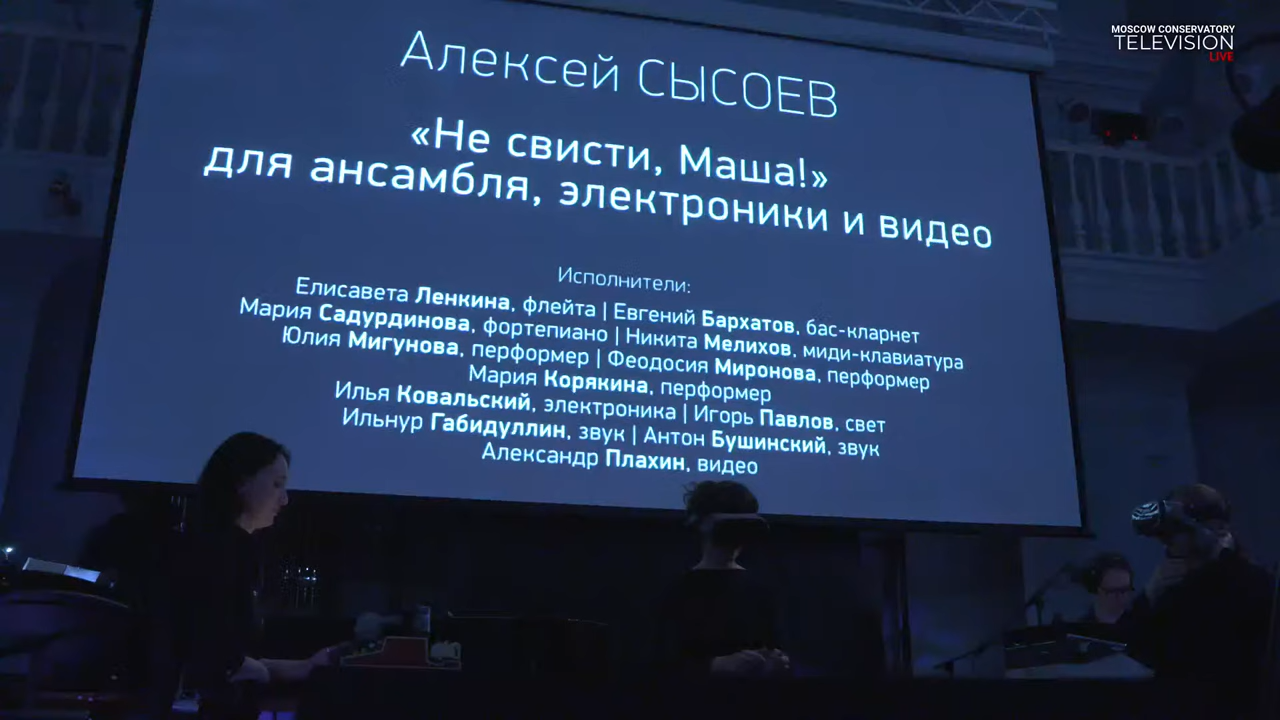 MOSCOW CONSERVATORY
TELEVISION
LIVE
Алексей СЫСОЕВ
«Не свисти, Маша!»
для ансамбля, электроники и видео
Исполнители:
Елисавета Ленкина, флейта | Евгений Бархатов, бас-кларнет
Мария Садурдинова, фортепиано | Никита Мелихов, миди-клавиатура
Юлия Мигунова, перформер | Феодосия Миронова, перформер
Мария Корякина, перформер
Илья Ковальский, электроника | Игорь Павлов, свет
Ильнур Габидуллин, звук | Антон Бушинский, звук
Александр Плахин, видео